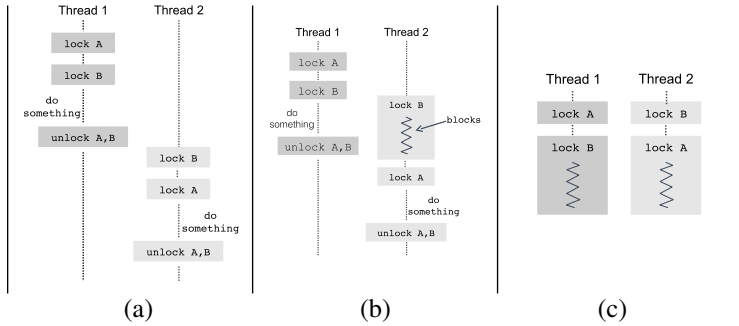 Thread 1
Thread 2
lock A
lock B
do
something
unlock A,B
lock B
lock A
do
something
unlock A,B
(a)
Thread 1
Thread 2
lock A
lock B
do
something
unlock A,B
lock B
blocks
lock A
do
something
unlock A,B
(b)
Thread 1
Thread 2
lock A
lock B
lock B
lock A
(c)